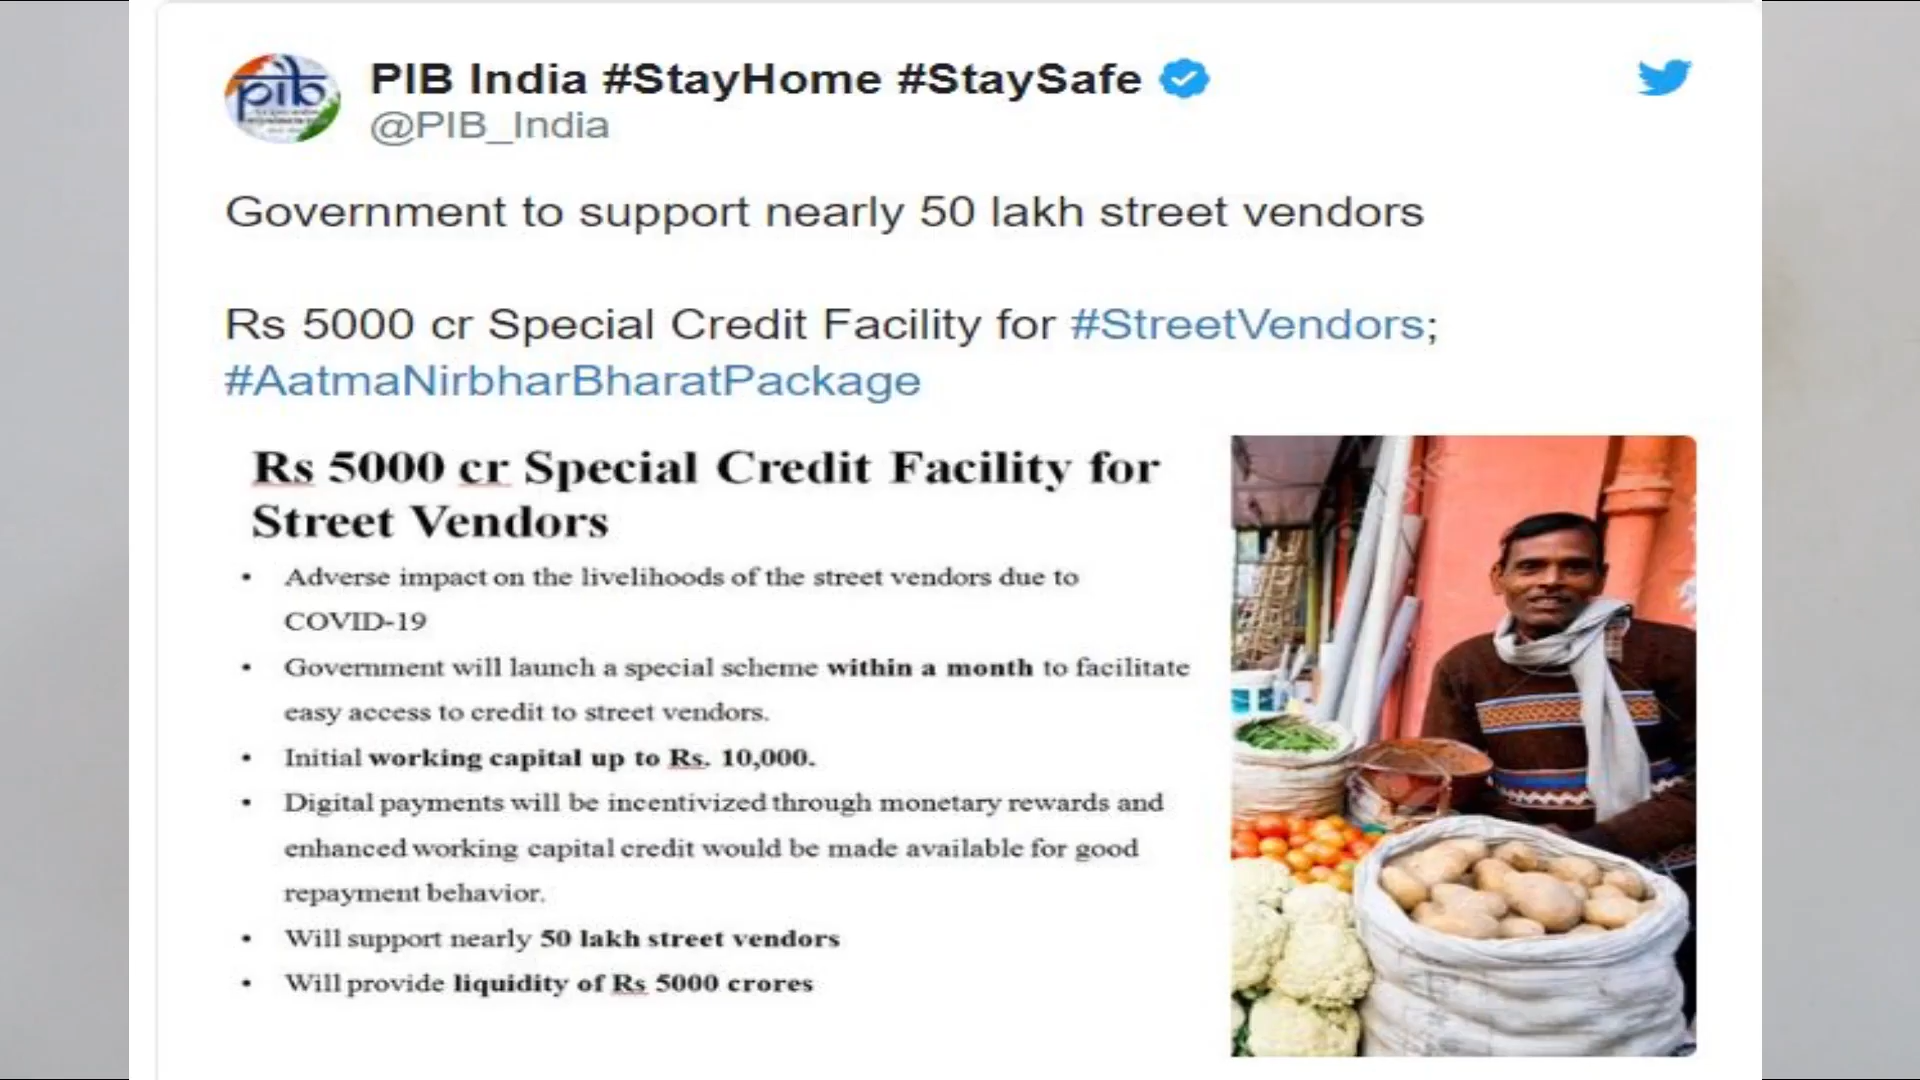 PIB India #StayHome #StaySafe
@PIB_India
Government to support nearly 50 lakh street vendors
Rs 5000 cr Special Credit Facility for #StreetVendors;
#AatmaNirbharBharatPackage
Rs 5000 cr Special Credit Facility for
Street Vendors
• Adverse impact on the livelihoods of the street vendors due to
COVID-19
• Government will launch a special scheme within a month to facilitate
easy access to credit to street vendors.
• Initial working capital up to Rs. 10,000.
• Digital payments will be incentivized through monetary rewards and
enhanced working capital credit would be made available for good
repayment behavior.
• Will support nearly 50 lakh street vendors
• Will provide liquidity of Rs 5000 crores
pib